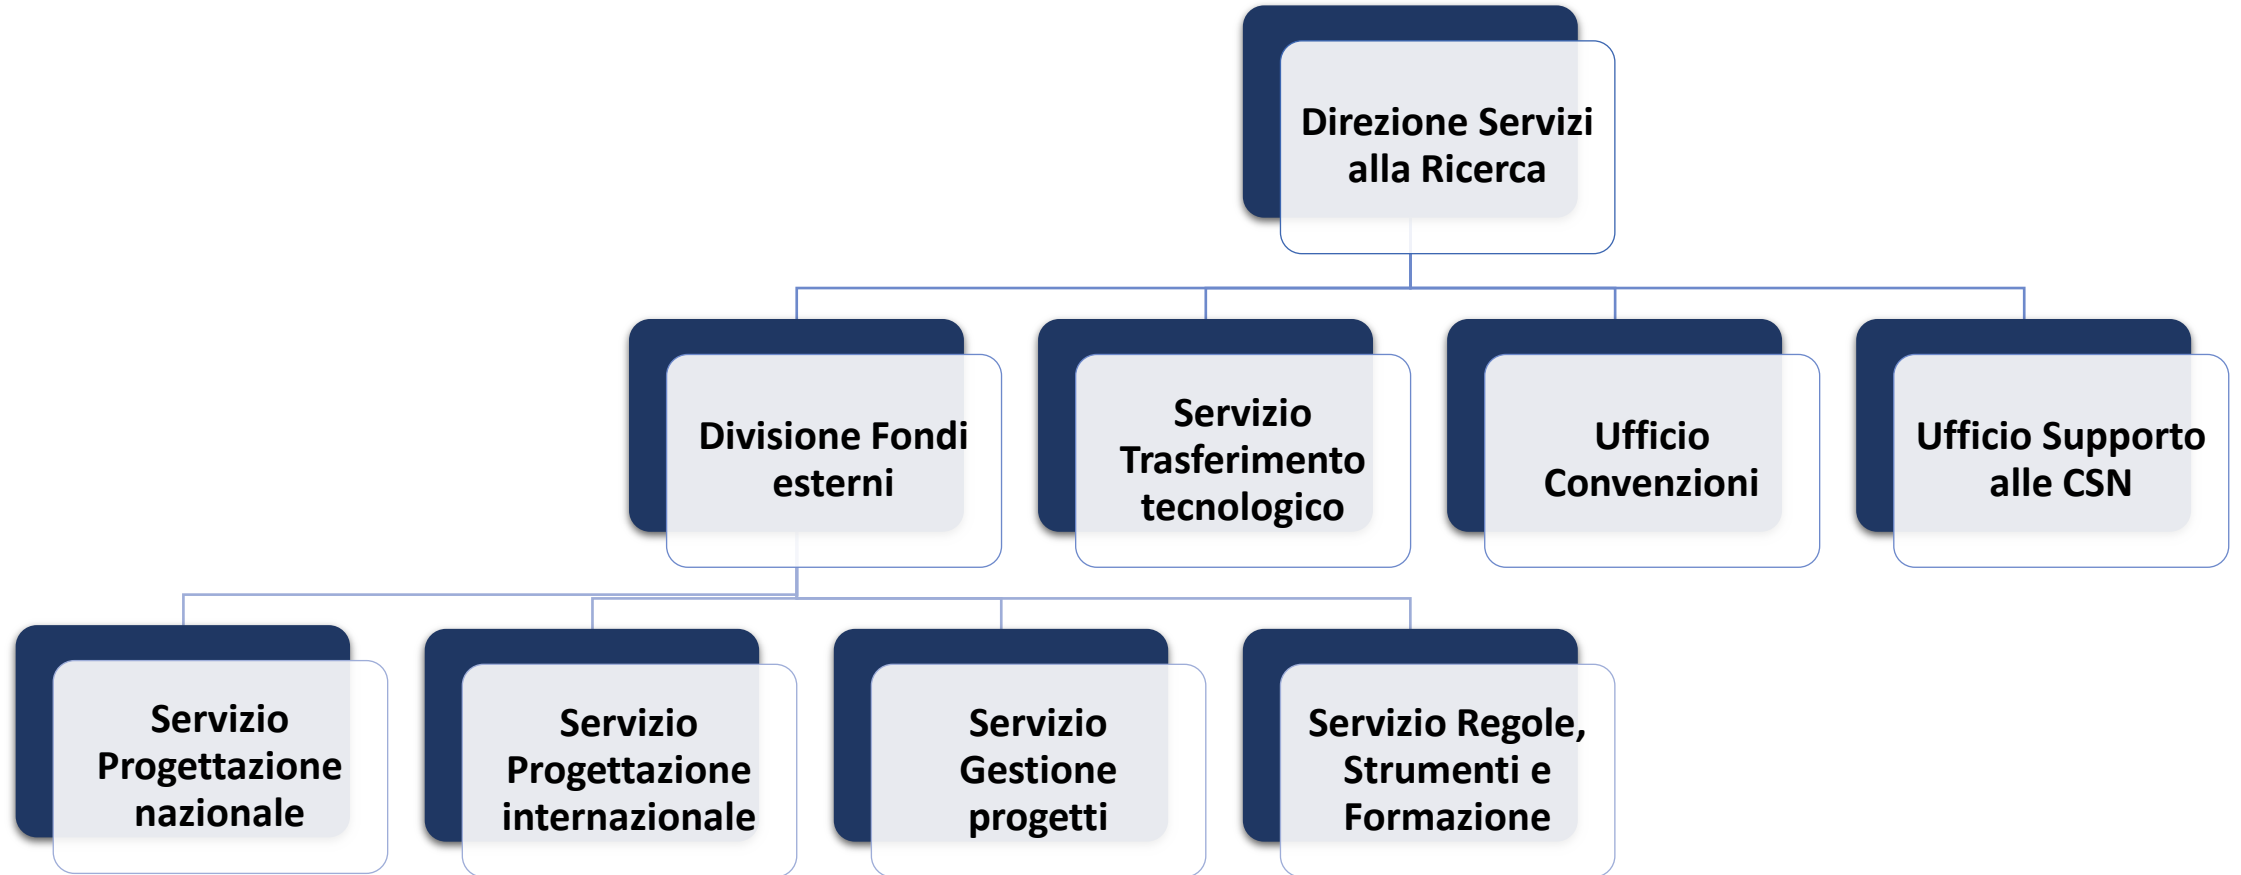 Direzione Servizi
alla Ricerca
Divisione Fondi
esterni
Servizio
Trasferimento
tecnologico
Ufficio
Convenzioni
Ufficio Supporto
alle CSN
Servizio
Progettazione
nazionale
Servizio
Progettazione
internazionale
Servizio
Gestione
progetti
Servizio Regole,
Strumenti e
Formazione